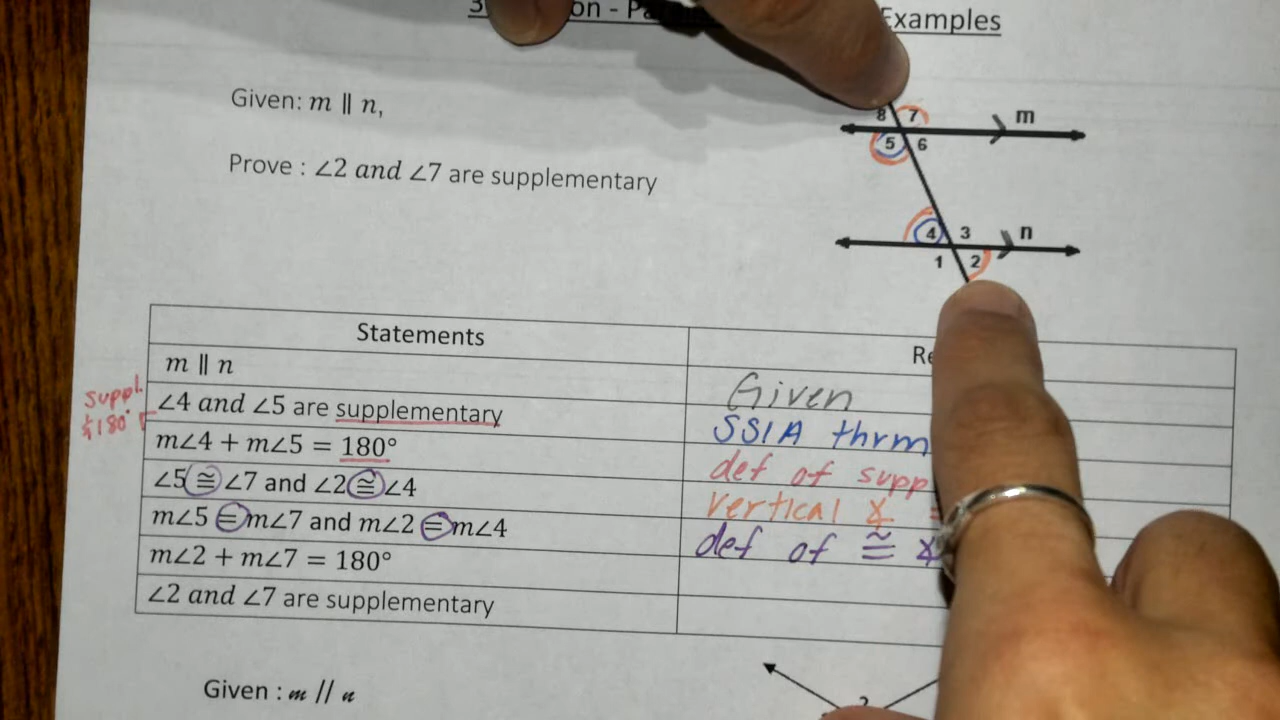 Examples
Given: m ∥ n,
Prove : ∠2 and ∠7 are supplementary
8 7 m
5 6
4 3 n
1 2
Statements
m ∥ n Given
suppl.
∡180°
∠4 and ∠5 are supplementary SSIA thrm
m∠4 + m∠5 = 180° def of supp
∠5 ≅ ∠7 and ∠2 ≅ ∠4 vertical ∡
m∠5 = m∠7 and m∠2 = m∠4 def of ≅ ∡
m∠2 + m∠7 = 180°
∠2 and ∠7 are supplementary
Given : m // n